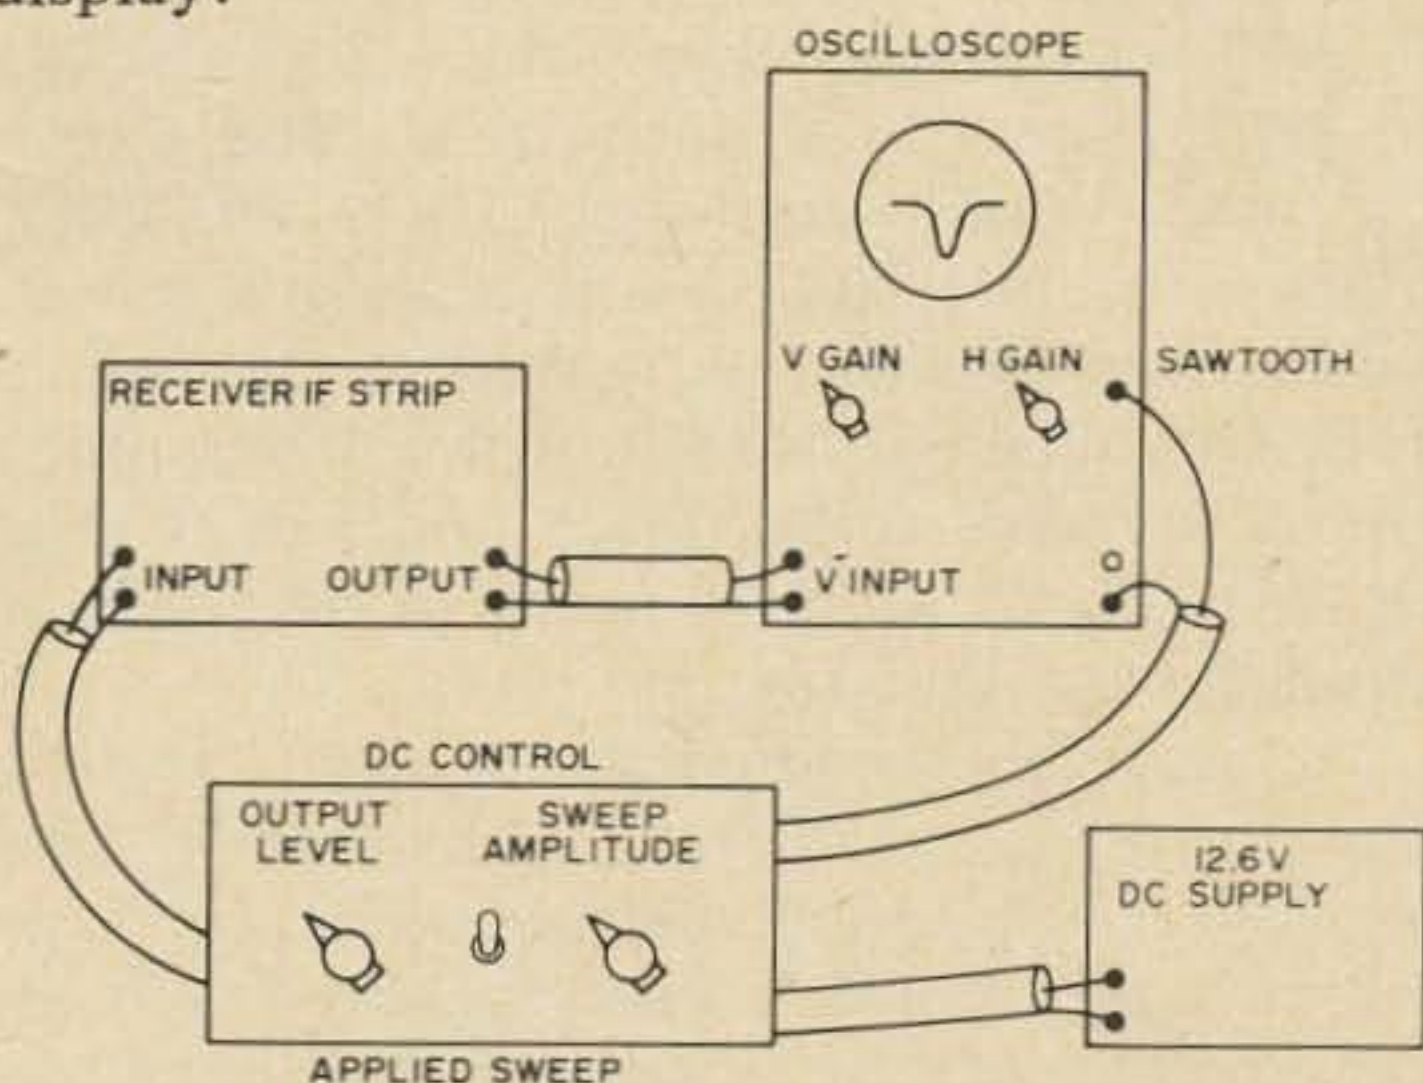 display.
OSCILLOSCOPE
V GAIN
H GAIN
SAWTOOTH
RECEIVER IF STRIP
INPUT
OUTPUT
V INPUT
DC CONTROL
OUTPUT
LEVEL
SWEEP
AMPLITUDE
12.6V
DC SUPPLY
APPLIED SWEEP